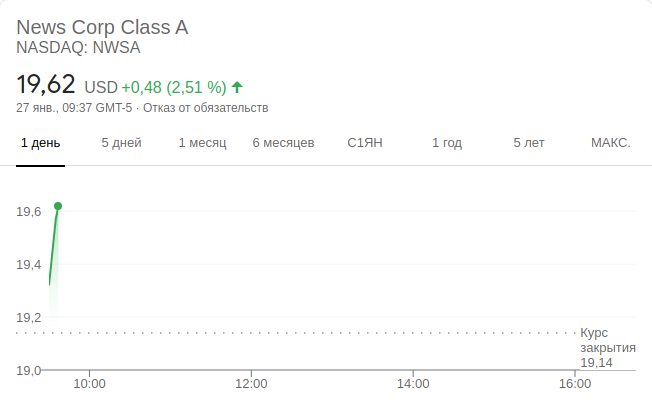 News Corp Class A
NASDAQ: NWSA
19,62 USD +0,48 (2,51 %)
27 янв., 09:37 GMT-5 · Отказ от обязательств
1 день 5 дней 1 месяц 6 месяцев С1ЯН 1 год 5 лет МАКС.
19,6
19,4
19,2
Курс
закрытия
19,14
19,0
10:00 12:00 14:00 16:00